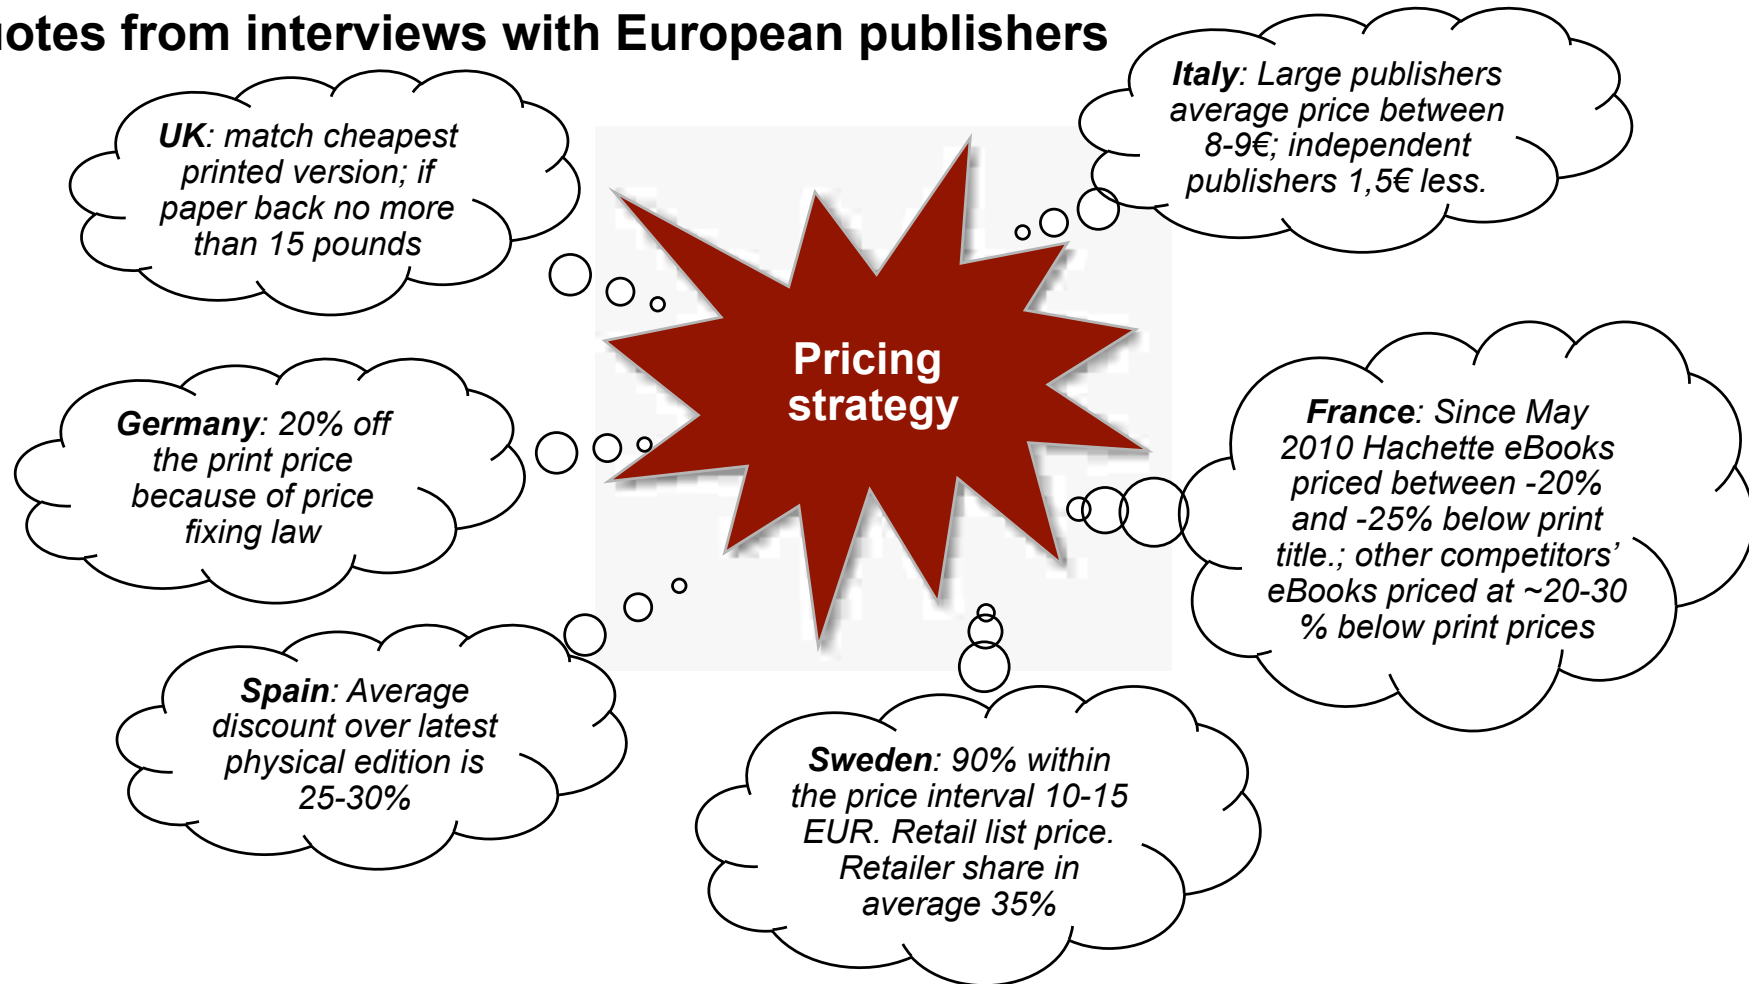 otes from interviews with European publishers
UK: match cheapest
printed version; if
paper back no more
than 15 pounds
Italy: Large publishers
average price between
8-9€; independent
publishers 1,5€ less.
Pricing
strategy
Germany: 20% off
the print price
because of price
fixing law
France: Since May
2010 Hachette eBooks
priced between -20%
and -25% below print
title.; other competitors’
eBooks priced at ~20-30
% below print prices
Spain: Average
discount over latest
physical edition is
25-30%
Sweden: 90% within
the price interval 10-15
EUR. Retail list price.
Retailer share in
average 35%